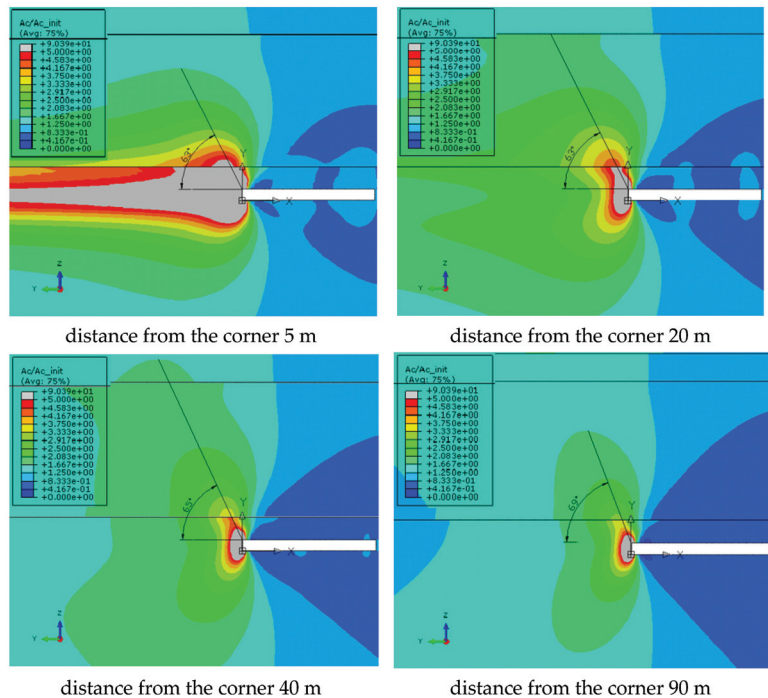 Ac/Ac_init
(Avg: 75%)
+9.039e+01
+5.000e+00
+4.583e+00
+4.167e+00
+3.750e+00
+3.333e+00
+2.917e+00
+2.500e+00
+2.083e+00
+1.667e+00
+1.250e+00
+8.333e-01
+4.167e-01
+0.000e+00
63°
Y
X
Z
Y
distance from the corner 5 m
Ac/Ac_init
(Avg: 75%)
+9.039e+01
+5.000e+00
+4.583e+00
+4.167e+00
+3.750e+00
+3.333e+00
+2.917e+00
+2.500e+00
+2.083e+00
+1.667e+00
+1.250e+00
+8.333e-01
+4.167e-01
+0.000e+00
63°
Y
X
Z
Y
distance from the corner 20 m
Ac/Ac_init
(Avg: 75%)
+9.039e+01
+5.000e+00
+4.583e+00
+4.167e+00
+3.750e+00
+3.333e+00
+2.917e+00
+2.500e+00
+2.083e+00
+1.667e+00
+1.250e+00
+8.333e-01
+4.167e-01
+0.000e+00
65°
Y
X
Z
Y
distance from the corner 40 m
Ac/Ac_init
(Avg: 75%)
+9.039e+01
+5.000e+00
+4.583e+00
+4.167e+00
+3.750e+00
+3.333e+00
+2.917e+00
+2.500e+00
+2.083e+00
+1.667e+00
+1.250e+00
+8.333e-01
+4.167e-01
+0.000e+00
69°
Y
X
Z
Y
distance from the corner 90 m